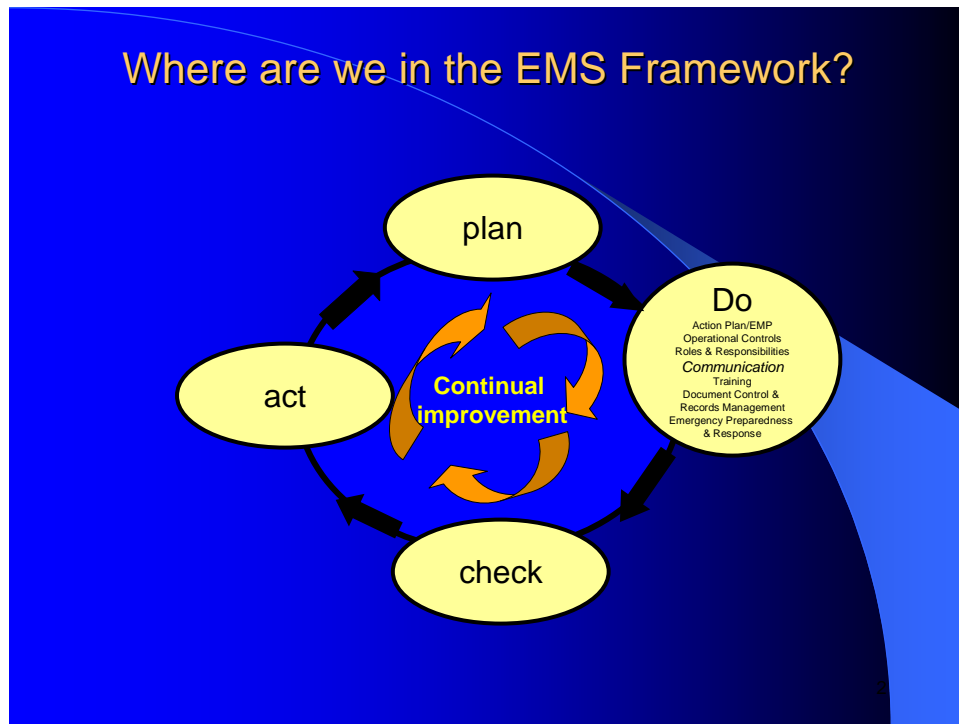 Where are we in the EMS Framework?
plan
Do
Action Plan/EMP
Operational Controls
Roles & Responsibilities
Communication
Training
Document Control &
Records Management
Emergency Preparedness
& Response
act
Continual
improvement
check